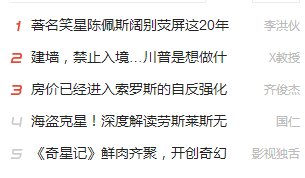 1 著名笑星陈佩斯阔别荧屏这20年 李洪伙
2 建墙，禁止入境…川普是想做什 X教授
3 房价已经进入索罗斯的自反强化 齐俊杰
4 海盗克星！深度解读劳斯莱斯无 国仁
5 《奇星记》鲜肉齐聚，开创奇幻 影视独舌